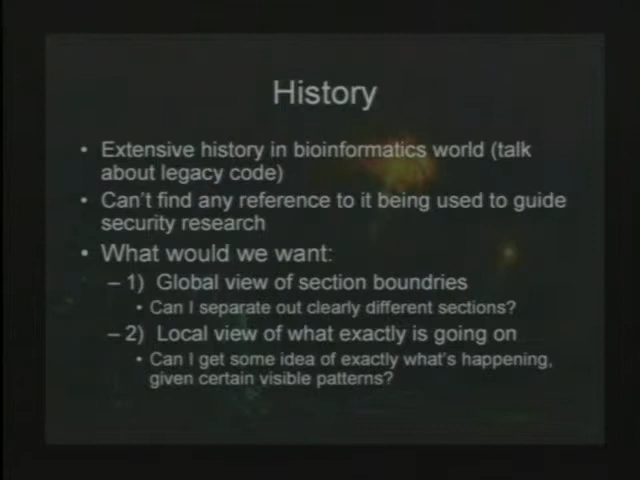 History
• Extensive history in bioinformatics world (talk
about legacy code)
• Can't find any reference to it being used to guide
security research
• What would we want:
– 1) Global view of section boundries
• Can I separate out clearly different sections?
– 2) Local view of what exactly is going on
• Can I get some idea of exactly what's happening,
given certain visible patterns?